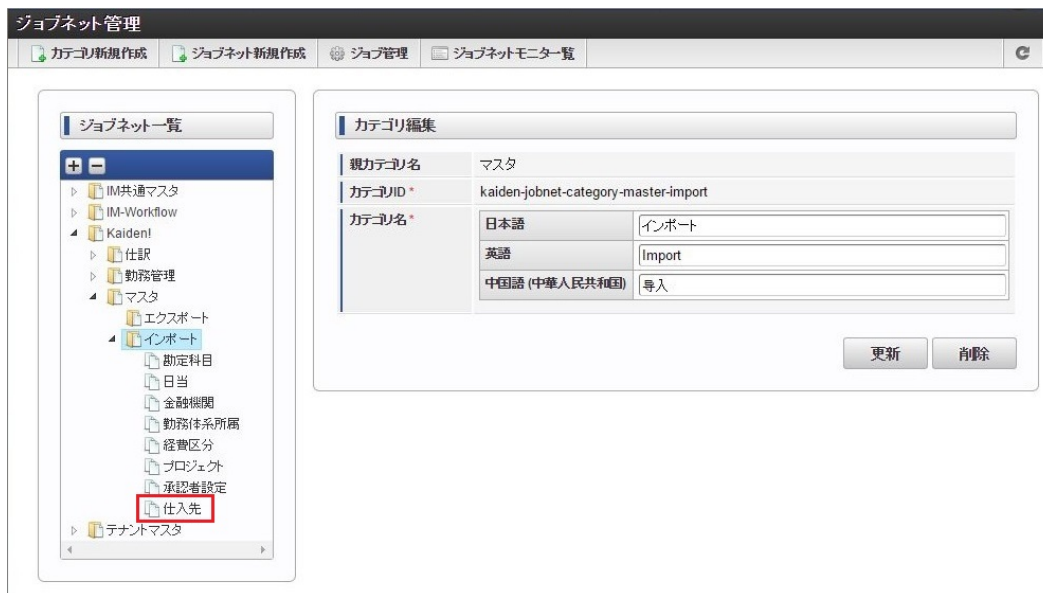 ジョブネット管理
カテゴリ新規作成 ジョブネット新規作成 ジョブ管理 ジョブネットモニター覧
ジョブネット一覧
IM共通マスタ
IM-Workflow
Kaiden!
仕訳
勤務管理
マスタ
エクスポート
インポート
勘定科目
日当
金融機関
勤務体系所属
経費区分
プロジェクト
承認者設定
仕入先
テナントマスタ
カテゴリ編集
親カテゴリ名 マスタ
カテゴリID * kaiden-jobnet-category-master-import
カテゴリ名 *
日本語 インポート
英語 Import
中国語 (中華人民共和国) 导入
更新 削除